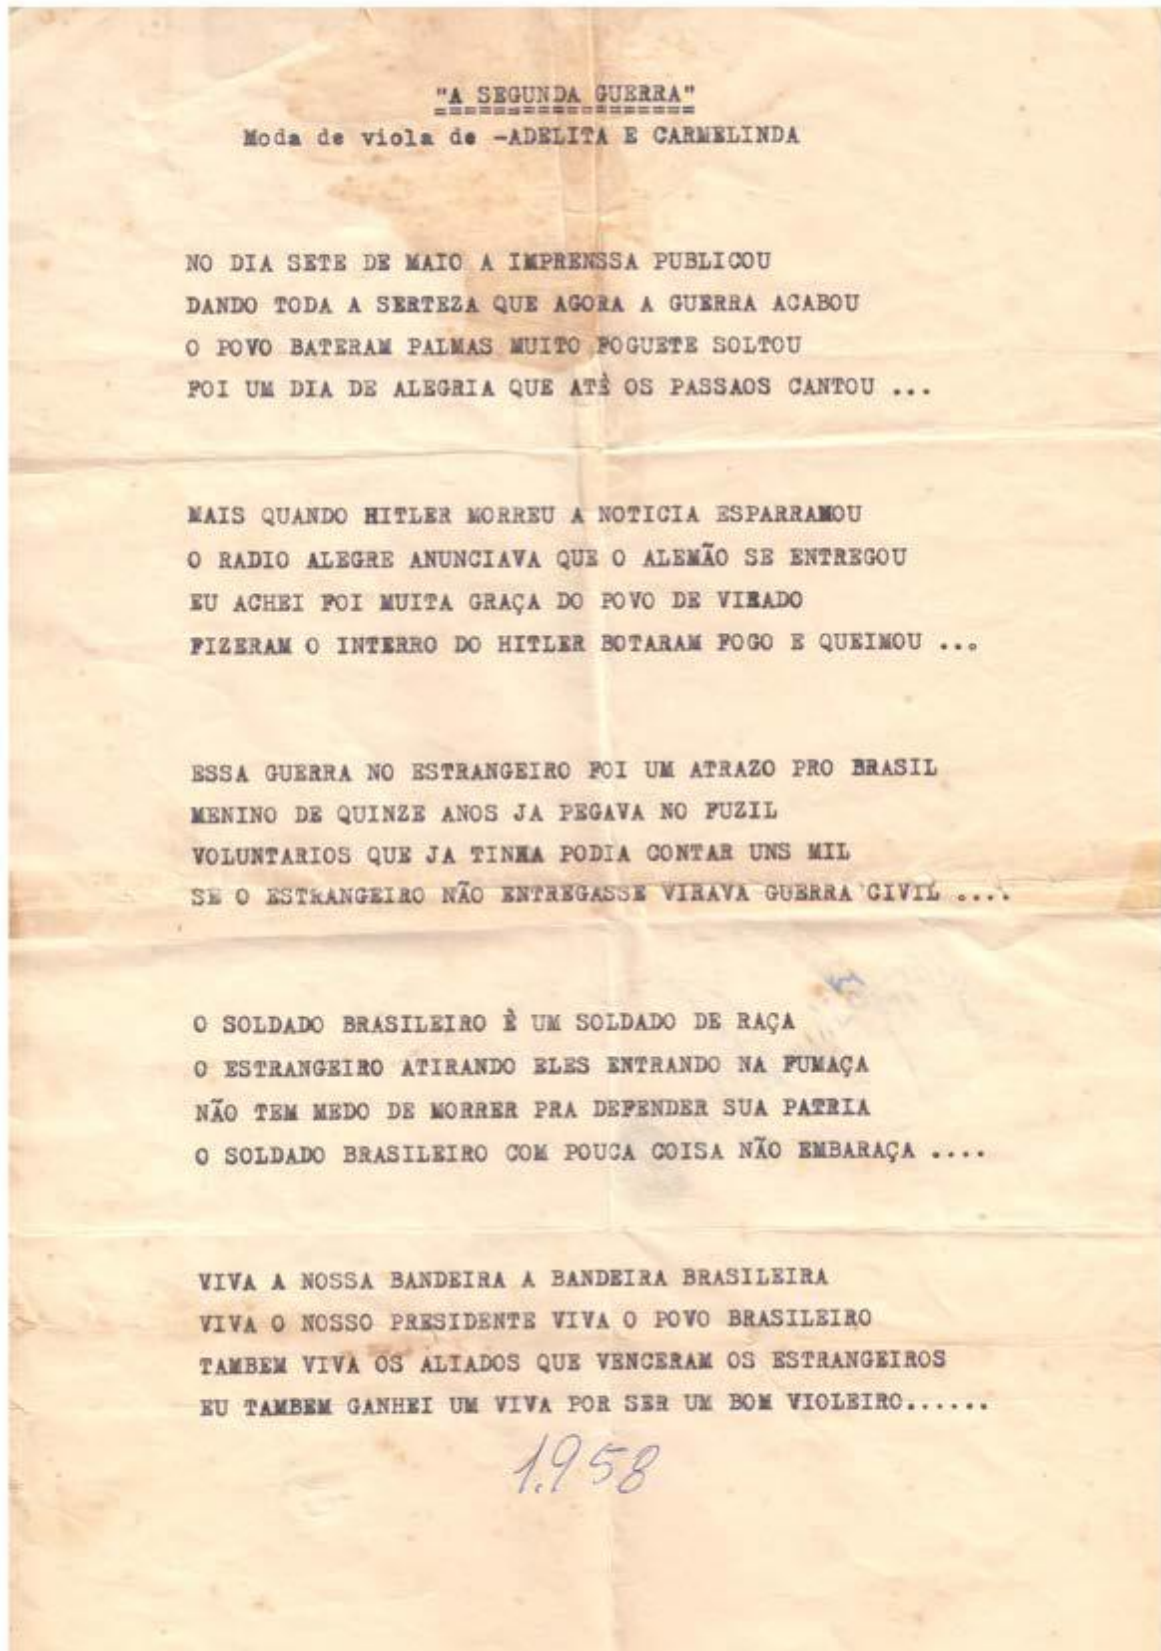 "A SEGUNDA GUERRA"
===================
Moda de viola de -ADELITA E CARMELINDA
NO DIA SETE DE MAIO A IMPRENSSA PUBLICOU
DANDO TODA A SERTEZA QUE AGORA A GUERRA ACABOU
O POVO BATERAM PALMAS MUITO FOGUETE SOLTOU
FOI UM DIA DE ALEGRIA QUE ATÈ OS PASSAOS CANTOU ...
MAIS QUANDO HITLER MORREU A NOTICIA ESPARRAMOU
O RADIO ALEGRE ANUNCIAVA QUE O ALEMÃO SE ENTREGOU
EU ACHEI FOI MUITA GRAÇA DO POVO DE VIRADO
FIZERAM O INTERRO DO HITLER BOTARAM FOGO E QUEIMOU ...
ESSA GUERRA NO ESTRANGEIRO FOI UM ATRAZO PRO BRASIL
MENINO DE QUINZE ANOS JA PEGAVA NO FUZIL
VOLUNTARIOS QUE JA TINHA PODIA CONTAR UNS MIL
SE O ESTRANGEIRO NÃO ENTREGASSE VIRAVA GUERRA CIVIL ....
O SOLDADO BRASILEIRO È UM SOLDADO DE RAÇA
O ESTRANGEIRO ATIRANDO ELES ENTRANDO NA FUMAÇA
NÃO TEM MEDO DE MORRER PRA DEFENDER SUA PATRIA
O SOLDADO BRASILEIRO COM POUCA COISA NÃO EMBARAÇA ....
VIVA A NOSSA BANDEIRA A BANDEIRA BRASILEIRA
VIVA O NOSSO PRESIDENTE VIVA O POVO BRASILEIRO
TAMBEM VIVA OS ALIADOS QUE VENCERAM OS ESTRANGEIROS
EU TAMBEM GANHEI UM VIVA POR SER UM BOM VIOLEIRO......
1.958